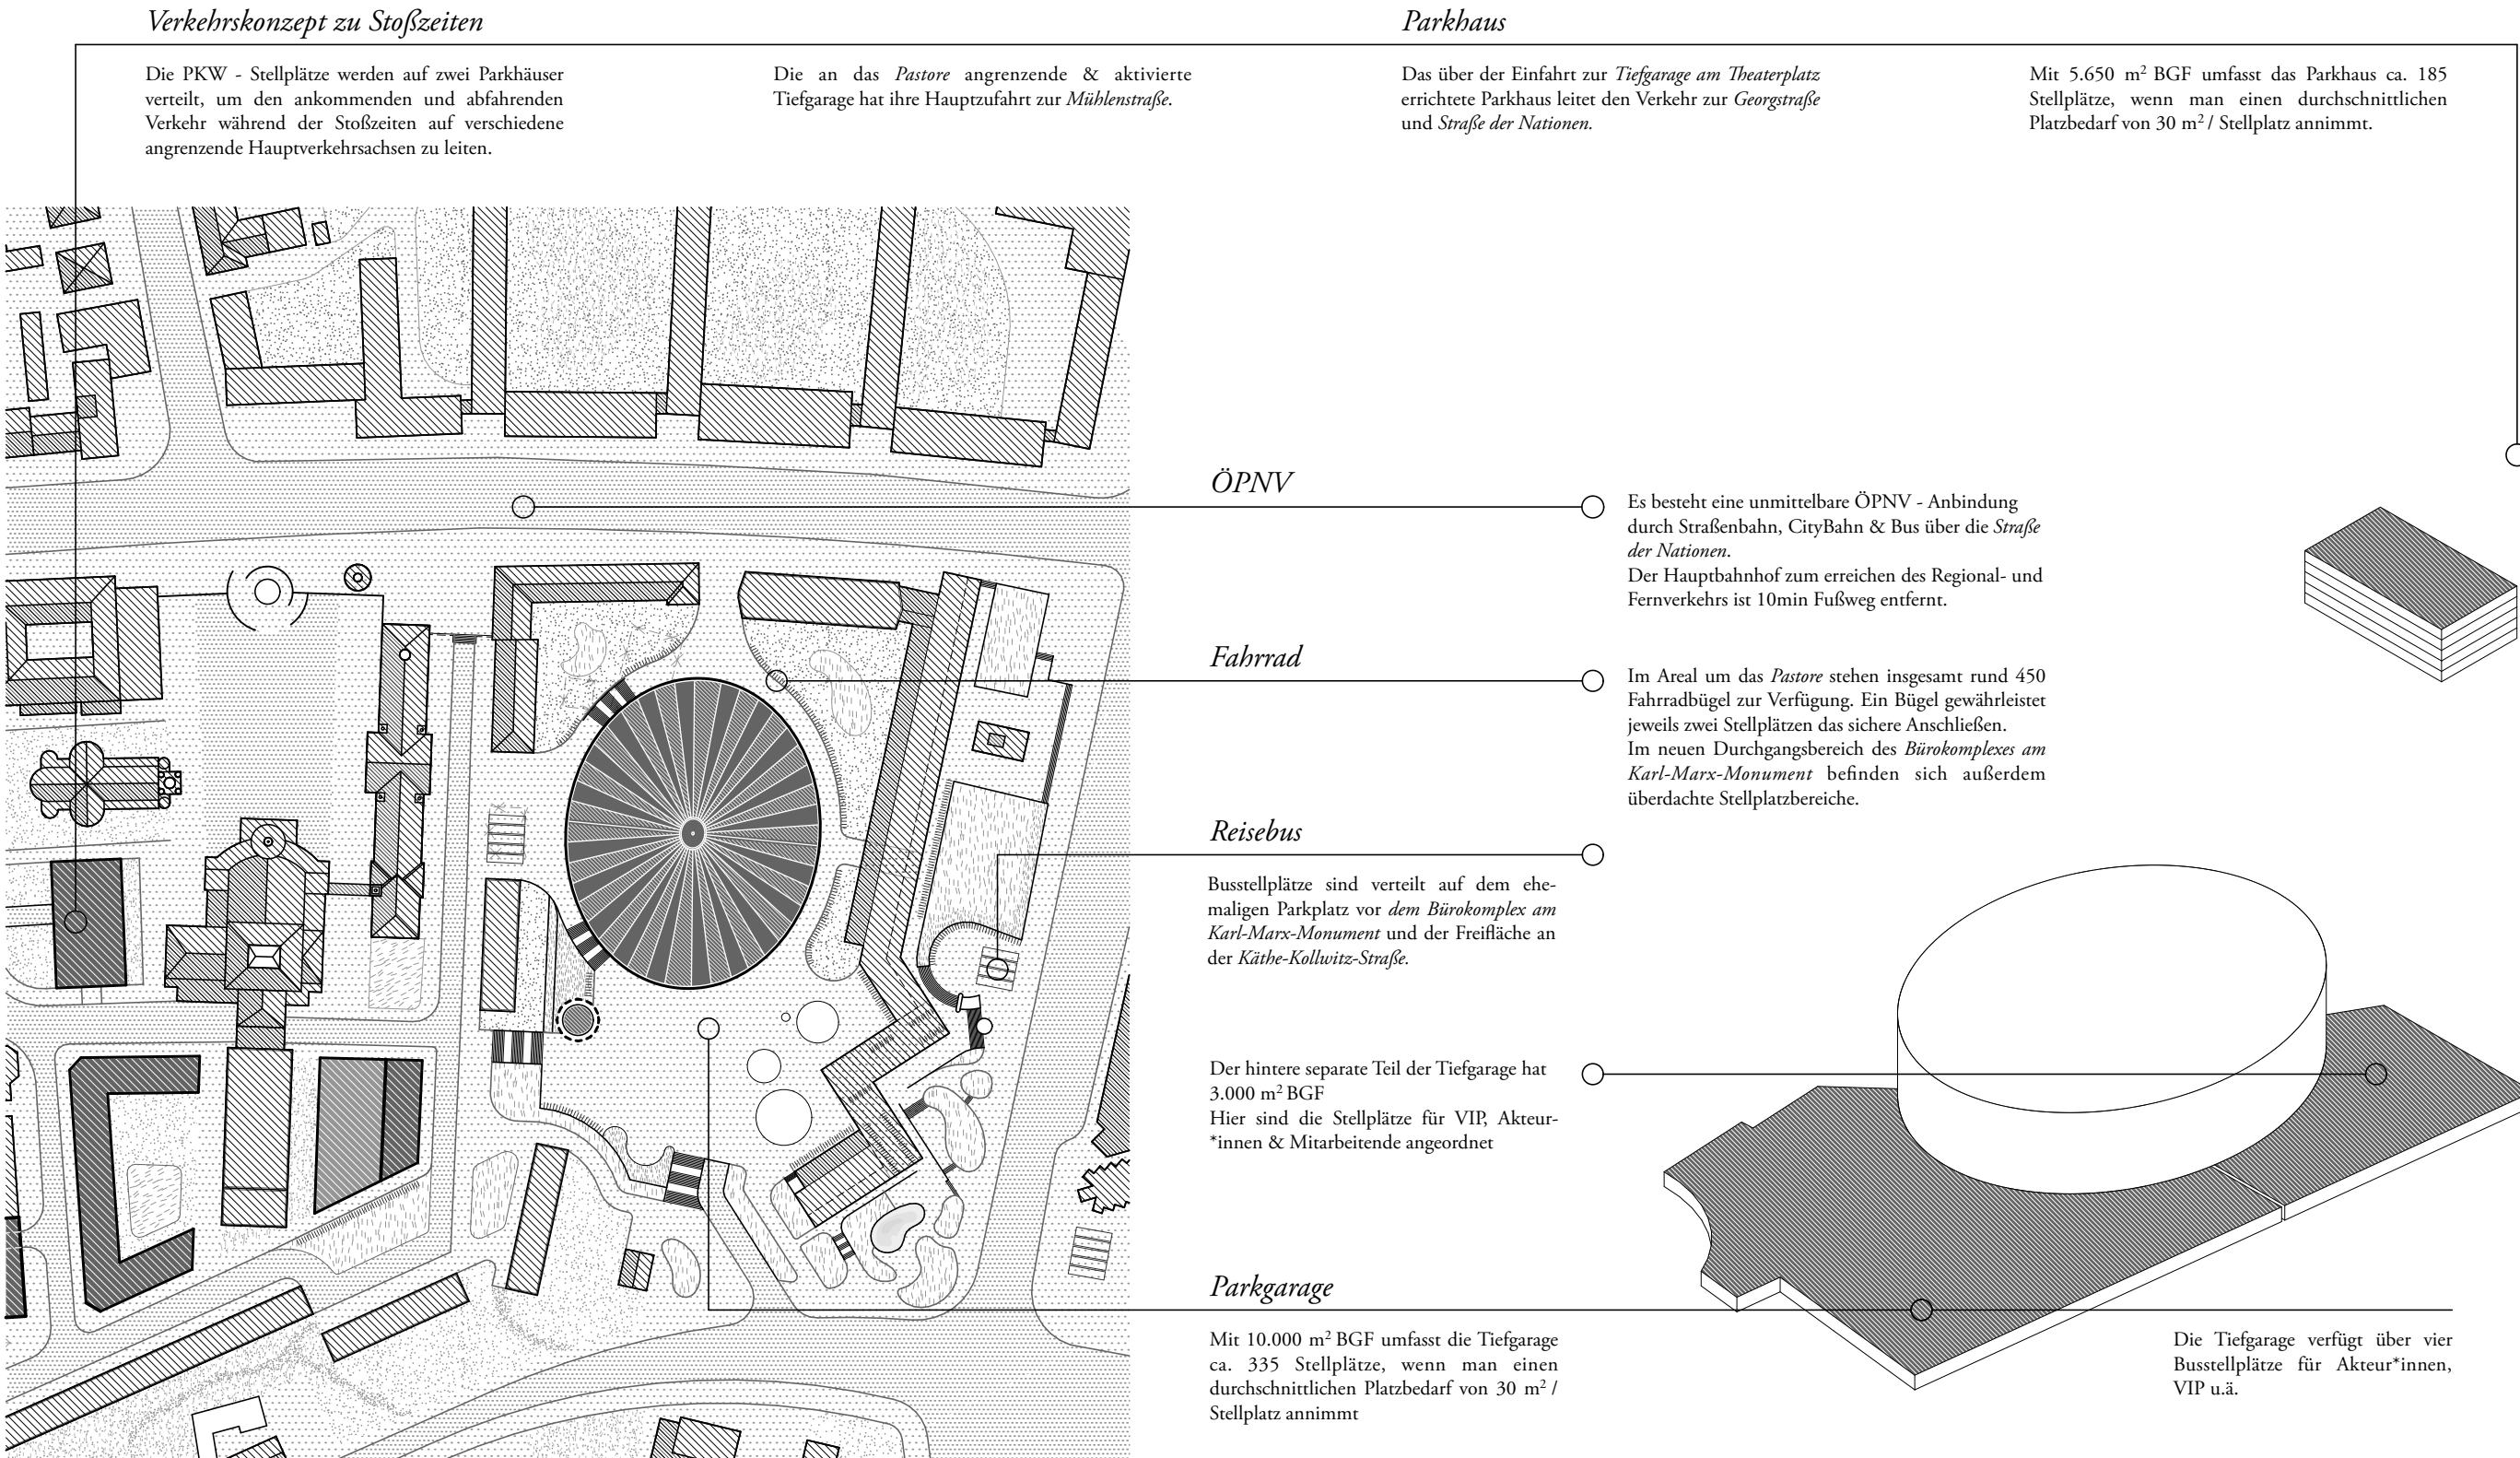 Verkehrskonzept zu Stoßzeiten
Die PKW - Stellplätze werden auf zwei Parkhäuser
verteilt, um den ankommenden und abfahrenden
Verkehr während der Stoßzeiten auf verschiedene
angrenzende Hauptverkehrsachsen zu leiten.
Die an das Pastore angrenzende & aktivierte
Tiefgarage hat ihre Hauptzufahrt zur Mühlenstraße.
Parkhaus
Das über der Einfahrt zur Tiefgarage am Theaterplatz
errichtete Parkhaus leitet den Verkehr zur Georgstraße
und Straße der Nationen.
Mit 5.650 m² BGF umfasst das Parkhaus ca. 185
Stellplätze, wenn man einen durchschnittlichen
Platzbedarf von 30 m² / Stellplatz annimmt.
ÖPNV
Es besteht eine unmittelbare ÖPNV - Anbindung
durch Straßenbahn, CityBahn & Bus über die Straße
der Nationen.
Der Hauptbahnhof zum erreichen des Regional- und
Fernverkehrs ist 10min Fußweg entfernt.
Fahrrad
Im Areal um das Pastore stehen insgesamt rund 450
Fahrradbügel zur Verfügung. Ein Bügel gewährleistet
jeweils zwei Stellplätzen das sichere Anschließen.
Im neuen Durchgangsbereich des Bürokomplexes am
Karl-Marx-Monument befinden sich außerdem
überdachte Stellplatzbereiche.
Reisebus
Busstellplätze sind verteilt auf dem ehe-
maligen Parkplatz vor dem Bürokomplex am
Karl-Marx-Monument und der Freifläche an
der Käthe-Kollwitz-Straße.
Der hintere separate Teil der Tiefgarage hat
3.000 m² BGF
Hier sind die Stellplätze für VIP, Akteur-
*innen & Mitarbeitende angeordnet
Parkgarage
Mit 10.000 m² BGF umfasst die Tiefgarage
ca. 335 Stellplätze, wenn man einen
durchschnittlichen Platzbedarf von 30 m² /
Stellplatz annimmt
Die Tiefgarage verfügt über vier
Busstellplätze für Akteur*innen,
VIP u.ä.